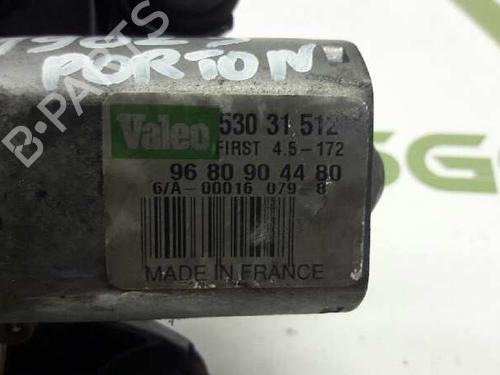 PORTON
Valeo
530 31 512
FIRST 4.5-172
96 80 90 44 80
6/A-00016 079-8
MADE IN FRANCE
B-PARTS